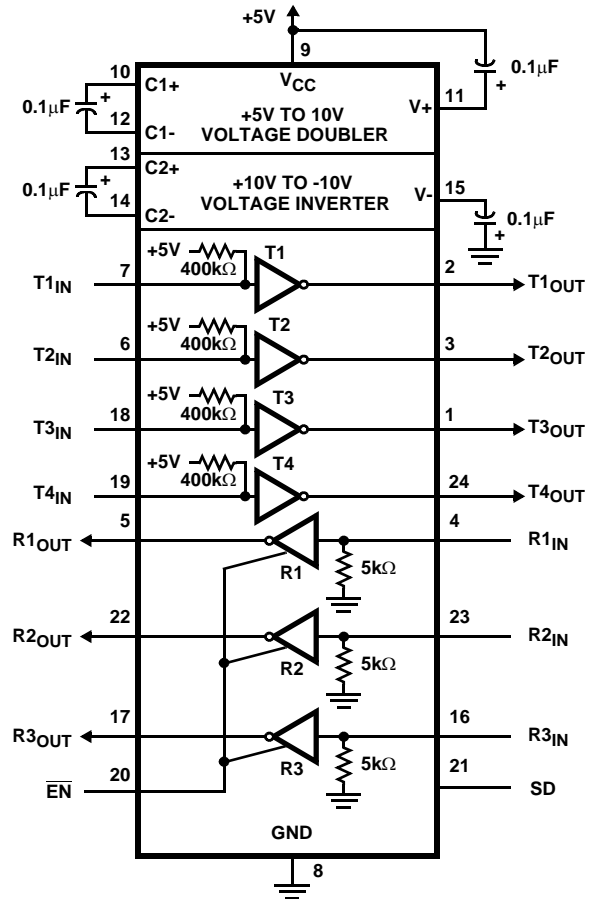 +5V
9
VCC
10
C1+
0.1µF
+
12
C1-
+5V TO 10V
VOLTAGE DOUBLER
V+
11
0.1µF
+
13
C2+
0.1µF
+
14
C2-
+10V TO -10V
VOLTAGE INVERTER
V-
15
0.1µF
+
+5V
400kΩ
T1
T1IN
7
2
T1OUT
+5V
400kΩ
T2
T2IN
6
3
T2OUT
+5V
400kΩ
T3
T3IN
18
1
T3OUT
+5V
400kΩ
T4
T4IN
19
24
T4OUT
R1OUT
5
R1
5kΩ
4
R1IN
R2OUT
22
R2
5kΩ
23
R2IN
R3OUT
17
R3
5kΩ
16
R3IN
E̅N̅
20
21
SD
GND
8